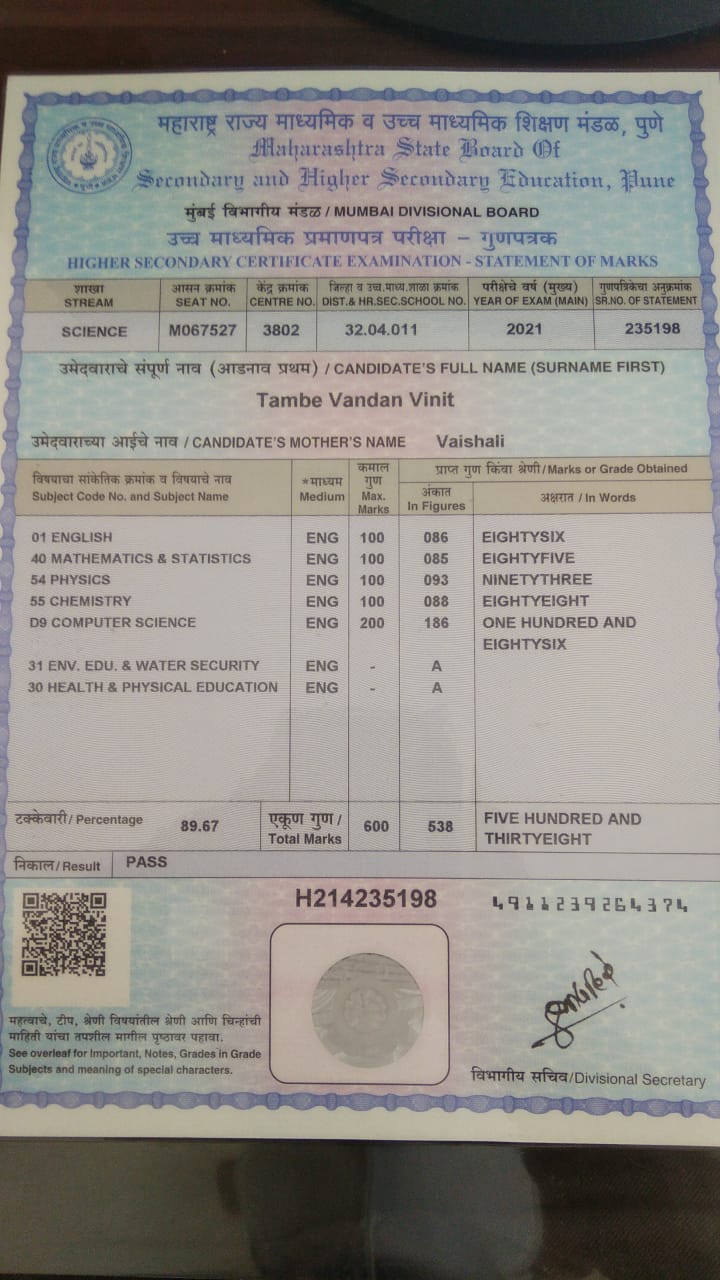 महाराष्ट्र राज्य माध्यमिक व उच्च माध्यमिक शिक्षण मंडळ, पुणे
Maharashtra State Board Of
Secondary and Higher Secondary Education, Pune
मुंबई विभागीय मंडळ / MUMBAI DIVISIONAL BOARD
उच्च माध्यमिक प्रमाणपत्र परीक्षा – गुणपत्रक
HIGHER SECONDARY CERTIFICATE EXAMINATION - STATEMENT OF MARKS
शाखा आसन क्रमांक केंद्र क्रमांक जिल्हा व उच्च.माध्य.शाळा क्रमांक परीक्षेचे वर्ष (मुख्य) गुणपत्रिकेचा अनुक्रमांक
STREAM SEAT NO. CENTRE NO. DIST.& HR.SEC.SCHOOL NO. YEAR OF EXAM (MAIN) SR.NO. OF STATEMENT
SCIENCE M067527 3802 32.04.011 2021 235198
उमेदवाराचे संपूर्ण नाव (आडनाव प्रथम) / CANDIDATE'S FULL NAME (SURNAME FIRST)
Tambe Vandan Vinit
उमेदवाराच्या आईचे नाव / CANDIDATE'S MOTHER'S NAME Vaishali
विषयाचा सांकेतिक क्रमांक व विषयाचे नाव *माध्यम कमाल गुण प्राप्त गुण किंवा श्रेणी/Marks or Grade Obtained
Subject Code No. and Subject Name Medium Max. Marks अंकात In Figures अक्षरात / In Words
01 ENGLISH ENG 100 086 EIGHTYSIX
40 MATHEMATICS & STATISTICS ENG 100 085 EIGHTYFIVE
54 PHYSICS ENG 100 093 NINETYTHREE
55 CHEMISTRY ENG 100 088 EIGHTYEIGHT
D9 COMPUTER SCIENCE ENG 200 186 ONE HUNDRED AND
EIGHTYSIX
31 ENV. EDU. & WATER SECURITY ENG - A
30 HEALTH & PHYSICAL EDUCATION ENG - A
टक्केवारी/ Percentage 89.67 एकूण गुण / Total Marks 600 538 FIVE HUNDRED AND
THIRTYEIGHT
निकाल/ Result PASS
H214235198 4911239264374
महत्वाचे, टीप, श्रेणी विषयांतील श्रेणी आणि चिन्हांची
माहिती यांचा तपशील मागील पृष्ठावर पहावा.
See overleaf for Important, Notes, Grades in Grade
Subjects and meaning of special characters.
विभागीय सचिव/Divisional Secretary